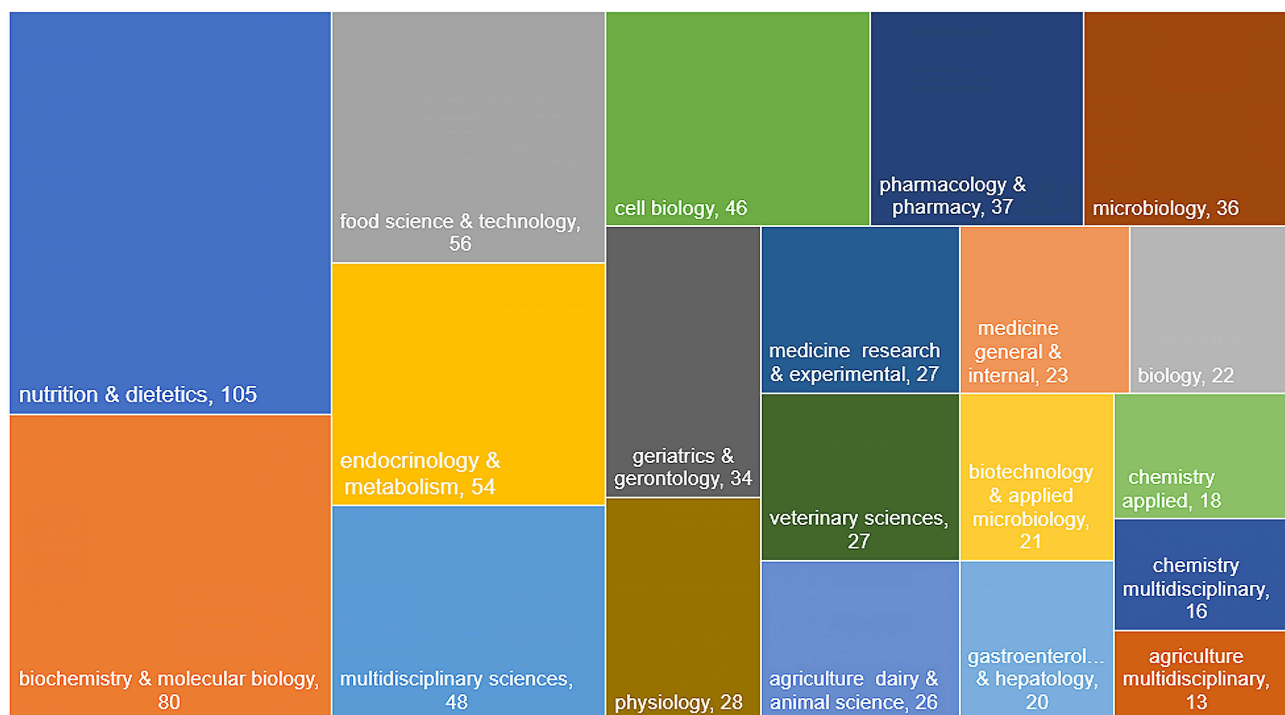 nutrition & dietetics, 105
biochemistry & molecular biology,
80
food science & technology,
56
endocrinology &
metabolism, 54
multidisciplinary sciences,
48
cell biology, 46
pharmacology &
pharmacy, 37
microbiology, 36
geriatrics &
gerontology, 34
physiology, 28
medicine research
& experimental, 27
medicine
general &
internal, 23
biology, 22
veterinary sciences,
27
biotechnology
& applied
microbiology,
21
chemistry
applied, 18
chemistry
multidisciplinary,
16
agriculture dairy &
animal science, 26
gastroenterol...
& hepatology,
20
agriculture
multidisciplinary,
13